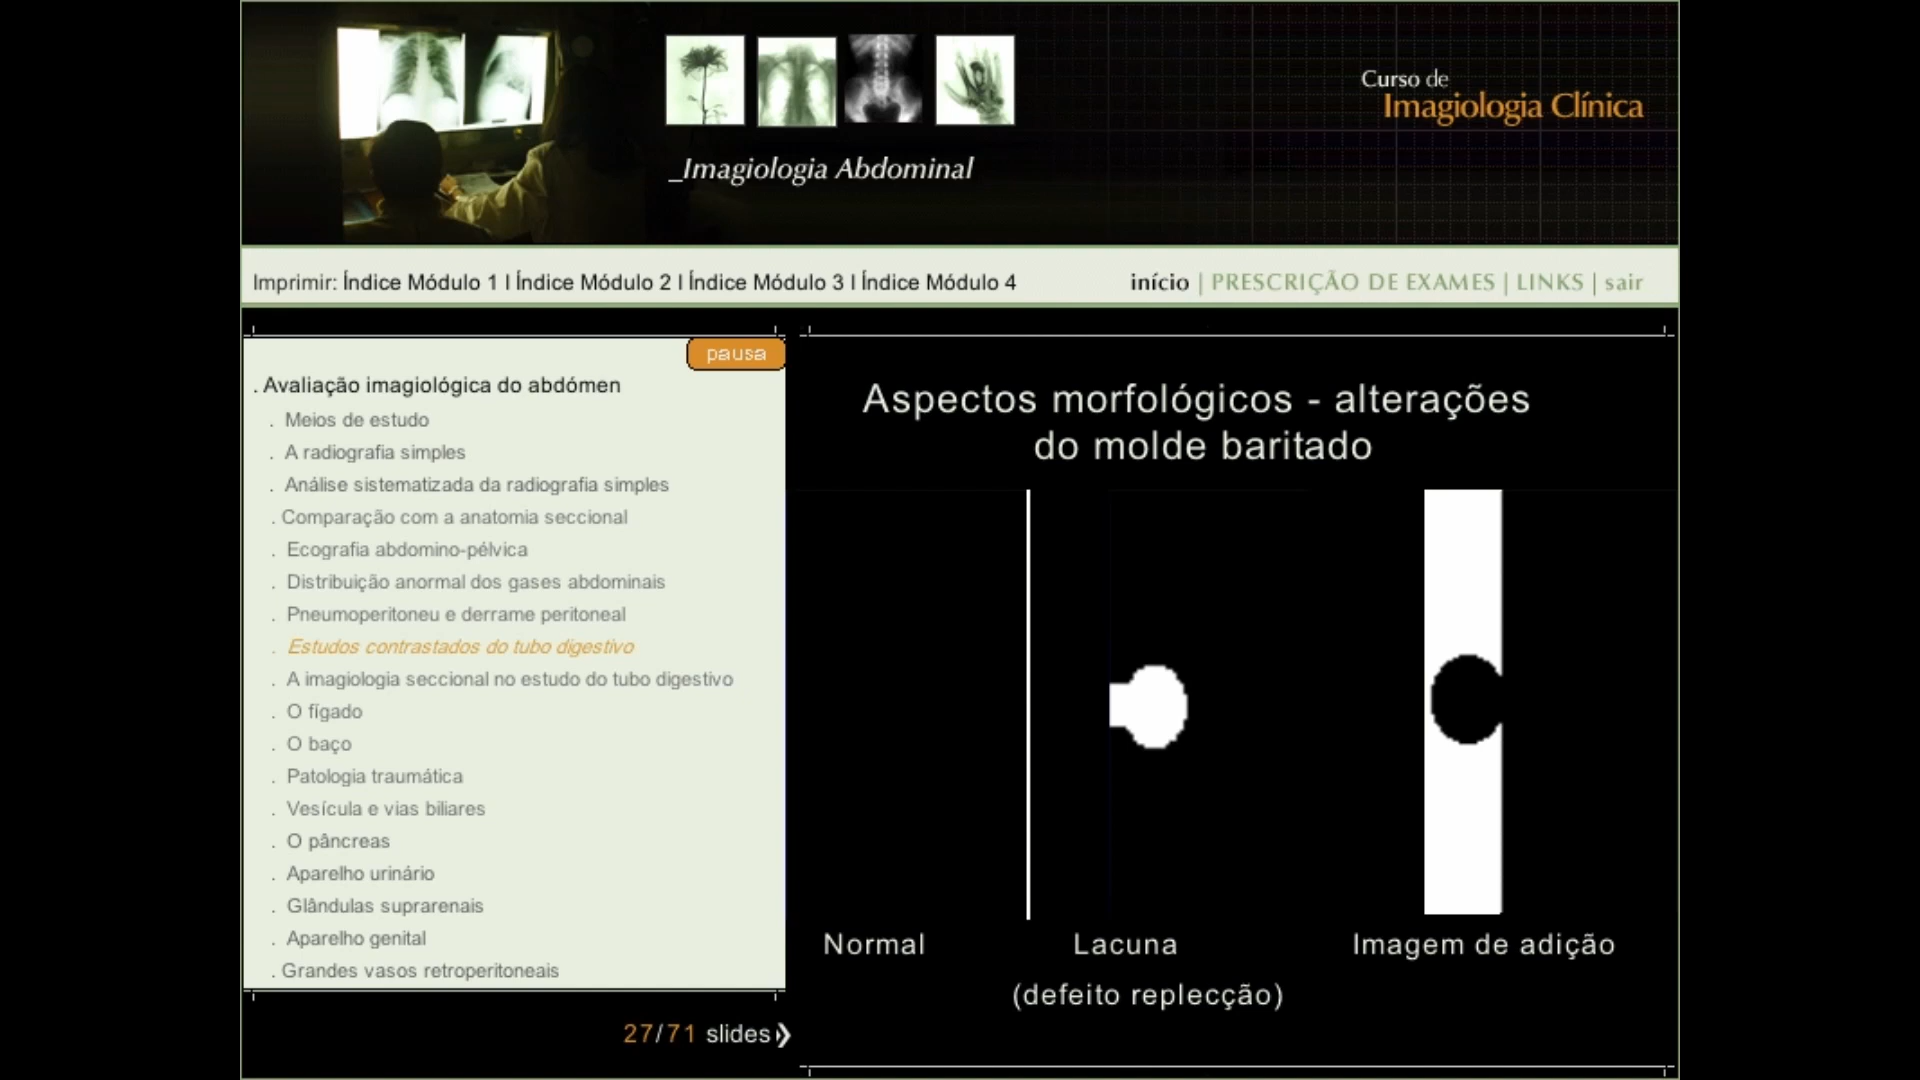 Curso de
Imagiologia Clínica
_Imagiologia Abdominal
Imprimir: Índice Módulo 1 I Índice Módulo 2 I Índice Módulo 3 I Índice Módulo 4
início | PRESCRIÇÃO DE EXAMES | LINKS | sair
pausa
. Avaliação imagiológica do abdómen
. Meios de estudo
. A radiografia simples
. Análise sistematizada da radiografia simples
. Comparação com a anatomia seccional
. Ecografia abdomino-pélvica
. Distribuição anormal dos gases abdominais
. Pneumoperitoneu e derrame peritoneal
. Estudos contrastados do tubo digestivo
. A imagiologia seccional no estudo do tubo digestivo
. O fígado
. O baço
. Patologia traumática
. Vesícula e vias biliares
. O pâncreas
. Aparelho urinário
. Glândulas suprarenais
. Aparelho genital
. Grandes vasos retroperitoneais
27/71 slides
Aspectos morfológicos - alterações
do molde baritado
Normal
Lacuna
(defeito replecção)
Imagem de adição